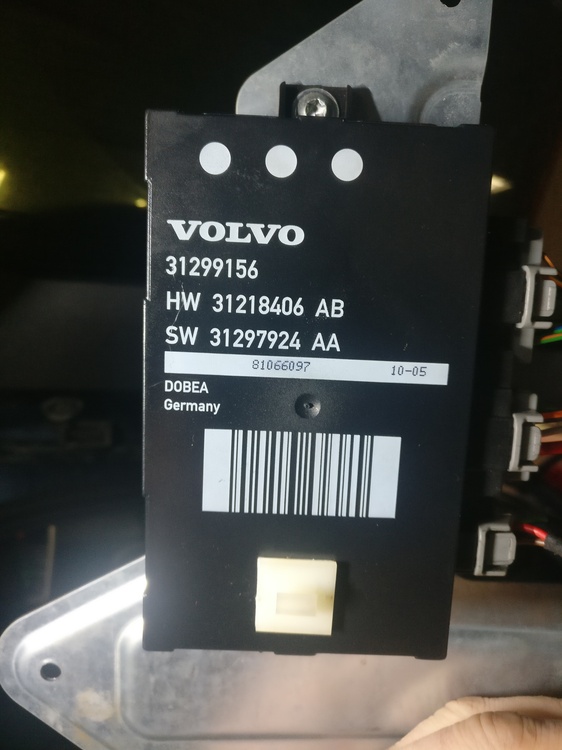 VOLVO
31299156
HW 31218406 AB
SW 31297924 AA
81066097 10-05
DOBEA
Germany